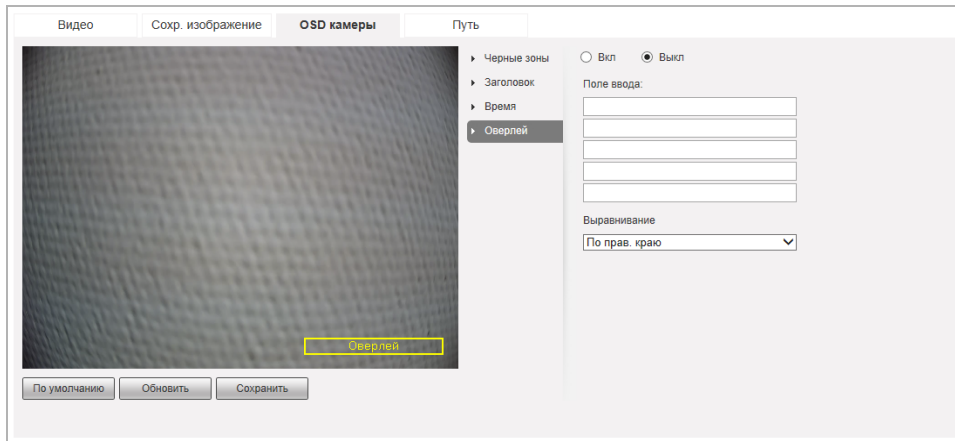 Видео Сохр. изображение OSD камеры Путь
Черные зоны
Заголовок
Время
Оверлей
Вкл Выкл
Поле ввода:
Выравнивание
По прав. краю
Оверлей
По умолчанию Обновить Сохранить